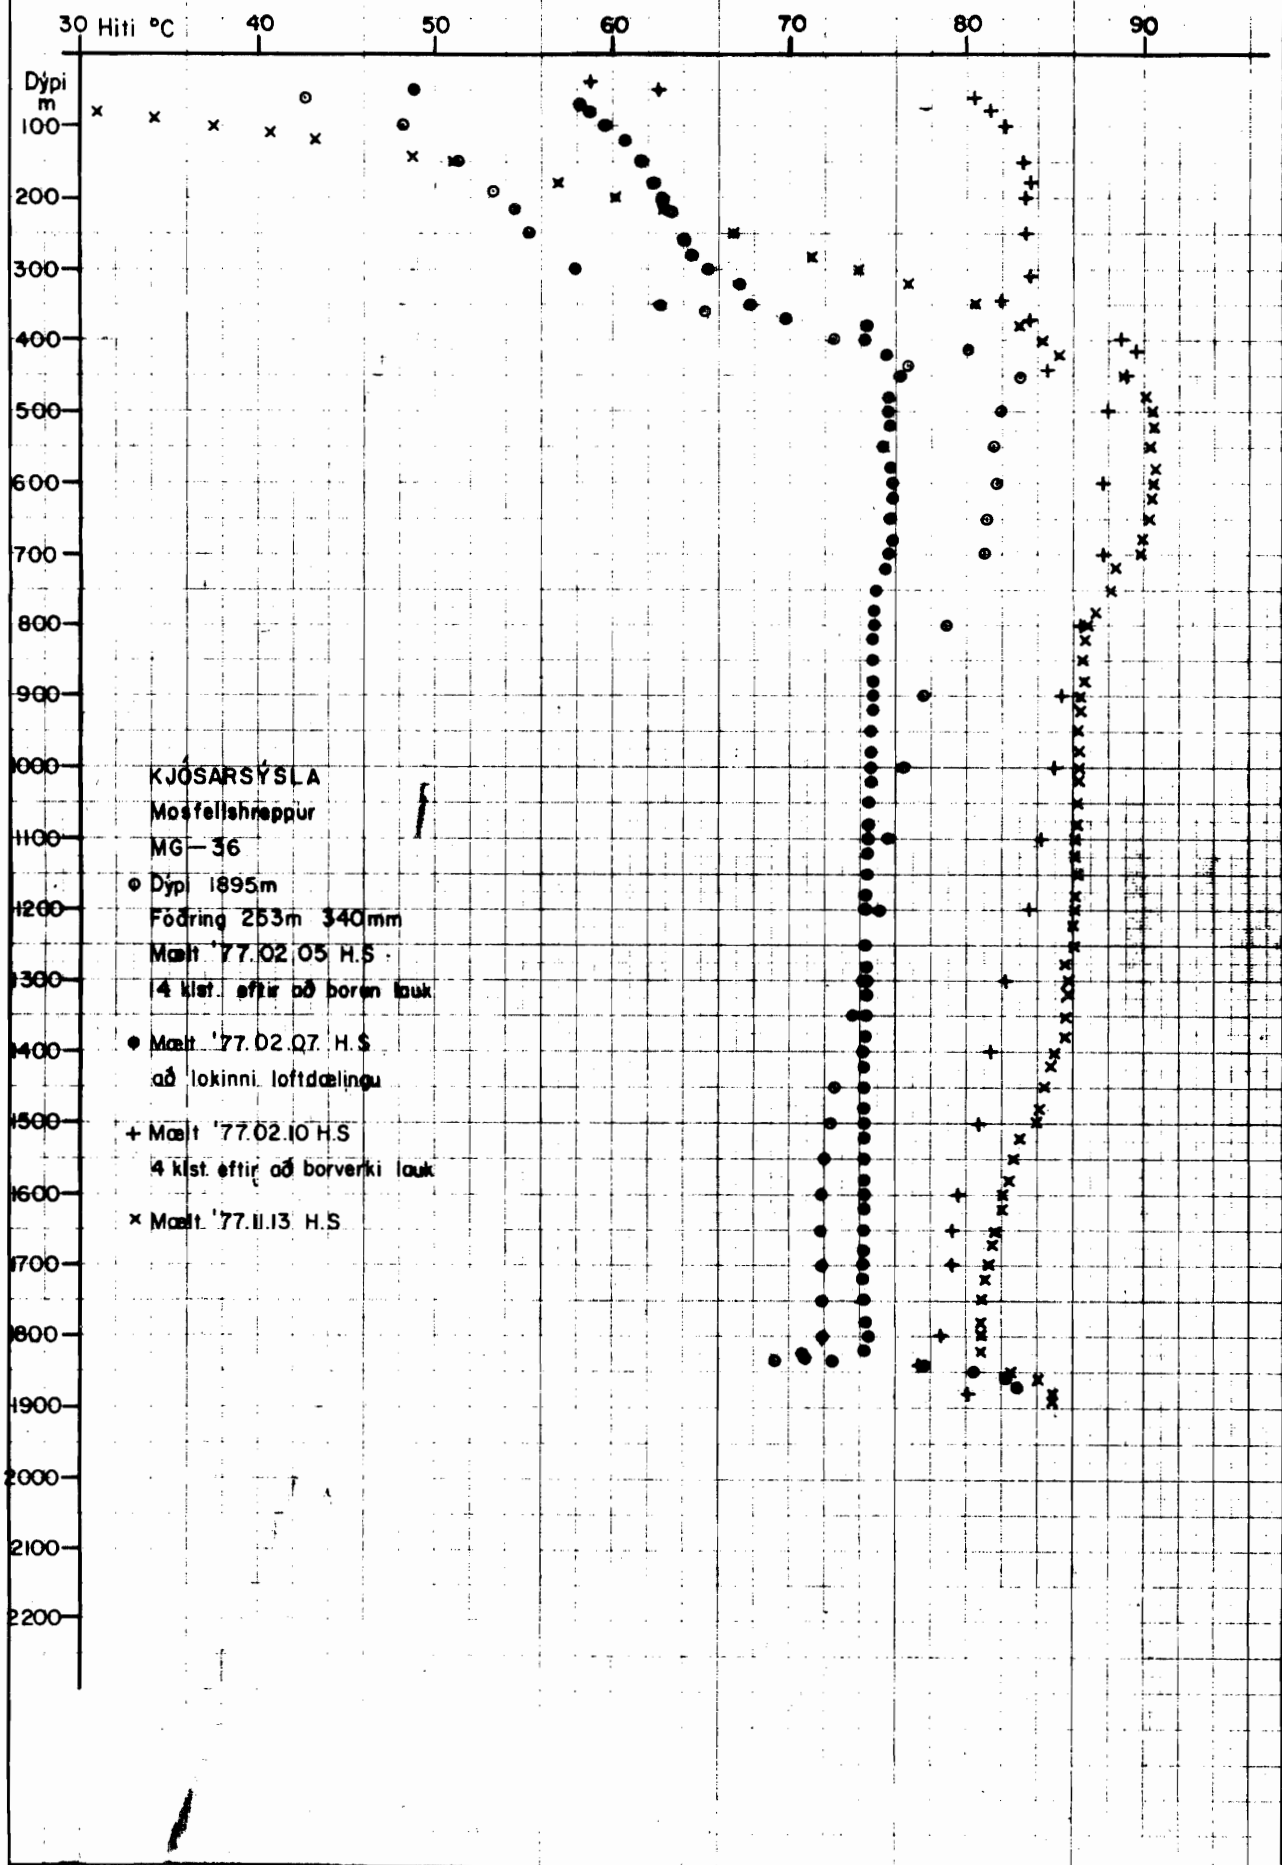 30 Hiti °C 40 50 60 70 80 90
Dýpi
m
100
200
300
400
500
600
700
800
900
1000
1100
1200
1300
1400
1500
1600
1700
1800
1900
2000
2100
2200
KJÓSARSÝSLA
Mosfellshreppur
MG-36
⊙ Dýpi 1895m
Fóðring 253m 340mm
Mælt '77.02.05 H.S
14 klst. eftir að borun lauk
● Mælt '77.02.07 H.S
að lokinni loftdælingu
+ Mælt '77.02.10 H.S
4 klst. eftir að borverki lauk
× Mælt '77.11.13 H.S